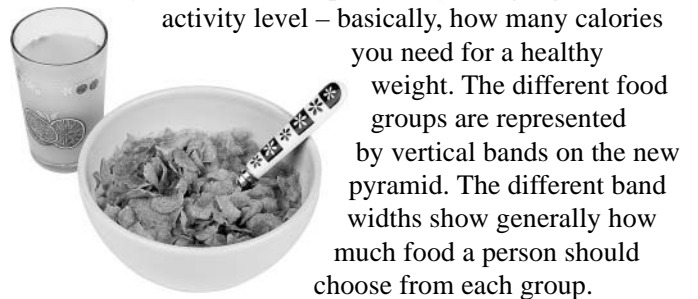 activity level – basically, how many calories
you need for a healthy
weight. The different food
groups are represented
by vertical bands on the new
pyramid. The different band
widths show generally how
much food a person should
choose from each group.